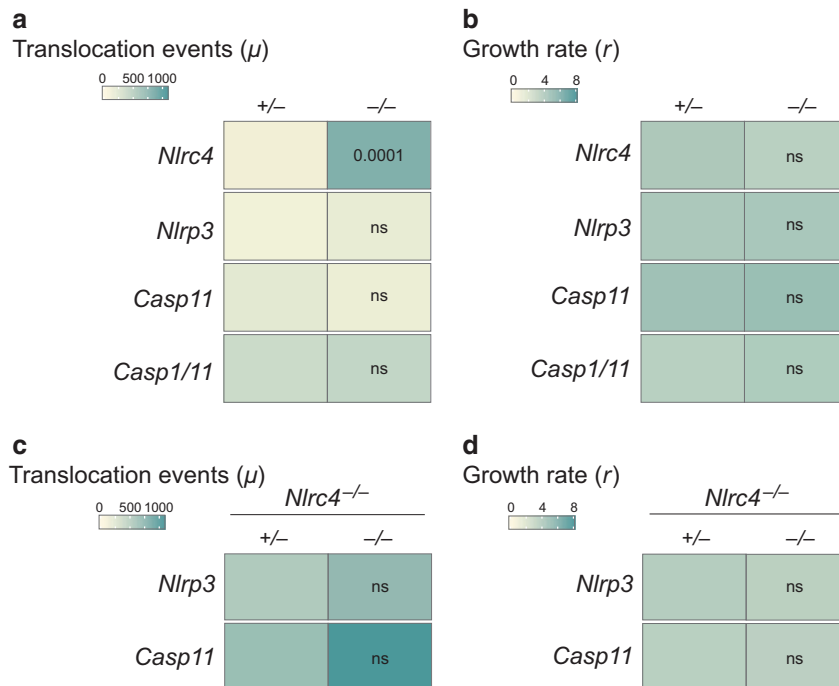 a
Translocation events (μ)
0 500 1000
+/– –/–
Nlrc4 0.0001
Nlrp3 ns
Casp11 ns
Casp1/11 ns
b
Growth rate (r)
0 4 8
+/– –/–
Nlrc4 ns
Nlrp3 ns
Casp11 ns
Casp1/11 ns
c
Translocation events (μ)
0 500 1000
Nlrc4–/–
+/– –/–
Nlrp3 ns
Casp11 ns
d
Growth rate (r)
0 4 8
Nlrc4–/–
+/– –/–
Nlrp3 ns
Casp11 ns